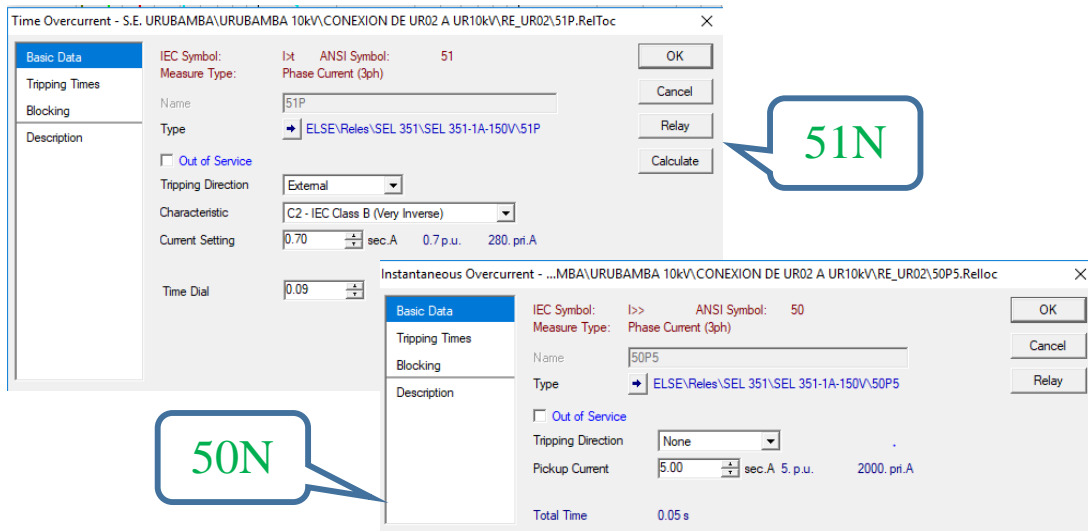 Time Overcurrent - S.E. URUBAMBA\URUBAMBA 10kV\CONEXION DE UR02 A UR10kV\RE_UR02\51P.RelToc
Basic Data
Tripping Times
Blocking
Description
IEC Symbol: I>t ANSI Symbol: 51
Measure Type: Phase Current (3ph)
Name 51P
Type ELSE\Reles\SEL 351\SEL 351-1A-150V\51P
Out of Service
Tripping Direction External
Characteristic C2 - IEC Class B (Very Inverse)
Current Setting 0.70 sec.A 0.7 p.u. 280. pri.A
Time Dial 0.09
OK
Cancel
Relay
Calculate
51N
Instantaneous Overcurrent - ...MBA\URUBAMBA 10kV\CONEXION DE UR02 A UR10kV\RE_UR02\50P5.RelIoc
Basic Data
Tripping Times
Blocking
Description
IEC Symbol: I>> ANSI Symbol: 50
Measure Type: Phase Current (3ph)
Name 50P5
Type ELSE\Reles\SEL 351\SEL 351-1A-150V\50P5
Out of Service
Tripping Direction None .
Pickup Current 5.00 sec.A 5. p.u. 2000. pri.A
Total Time 0.05 s
OK
Cancel
Relay
50N